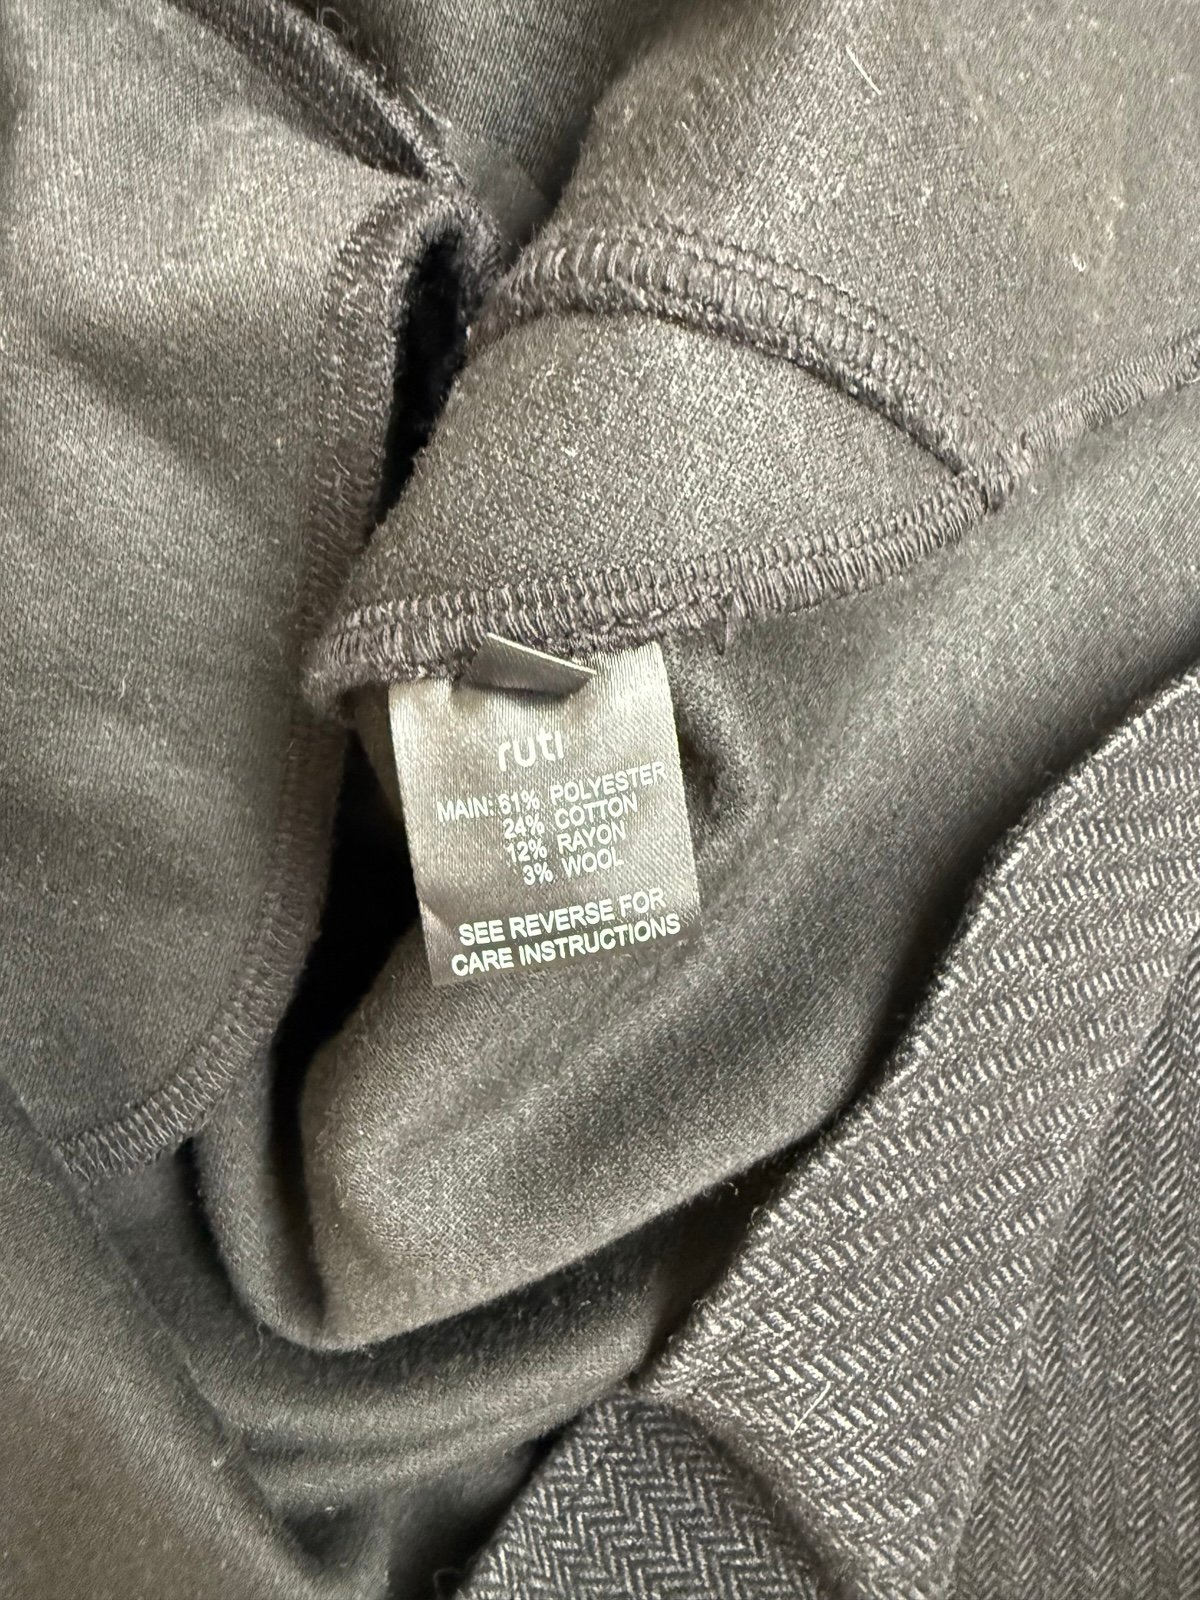 ruti
MAIN: 61% POLYESTER
24% COTTON
12% RAYON
3% WOOL
SEE REVERSE FOR
CARE INSTRUCTIONS